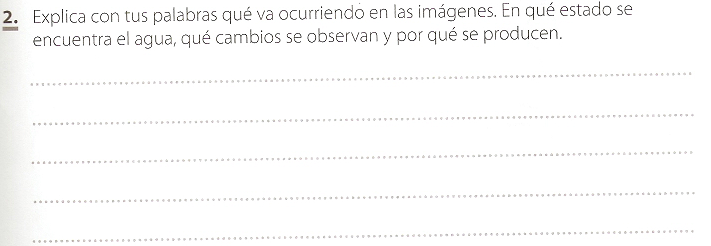 2. Explica con tus palabras qué va ocurriendo en las imágenes. En qué estado se
encuentra el agua, qué cambios se observan y por qué se producen.